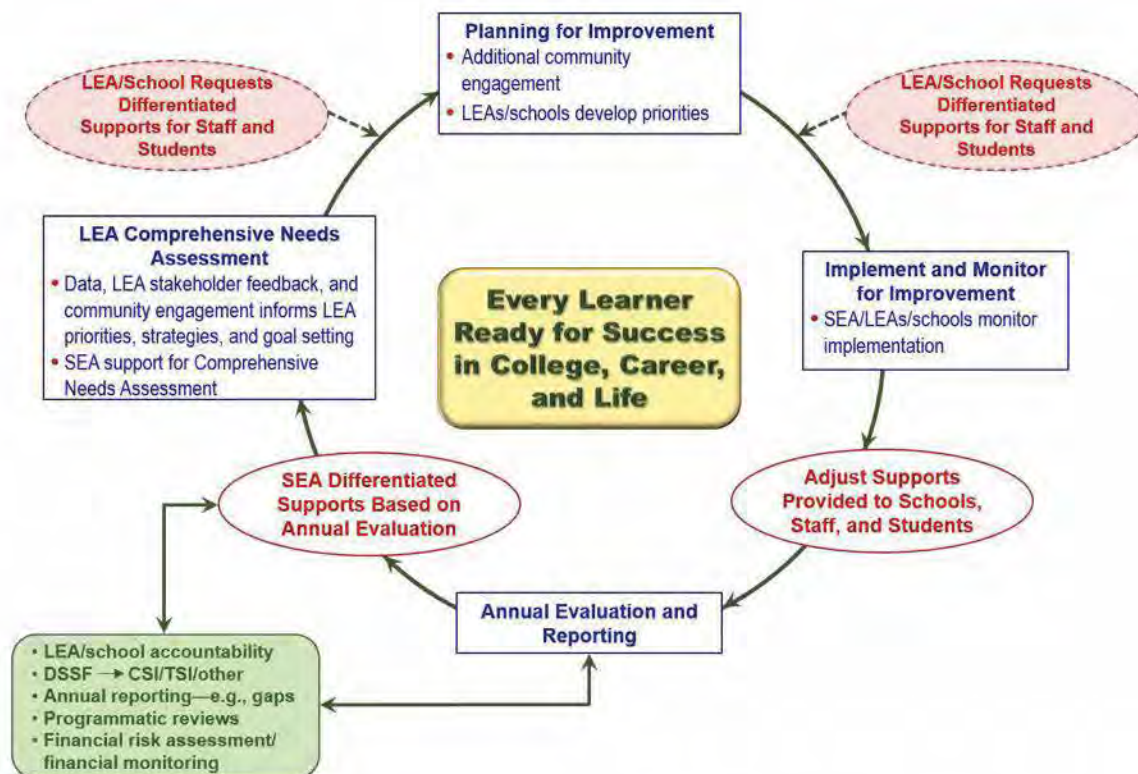 Planning for Improvement
• Additional community
engagement
• LEAs/schools develop priorities
LEA/School Requests
Differentiated
Supports for Staff and
Students
LEA/School Requests
Differentiated
Supports for Staff and
Students
LEA Comprehensive Needs
Assessment
• Data, LEA stakeholder feedback, and
community engagement informs LEA
priorities, strategies, and goal setting
• SEA support for Comprehensive
Needs Assessment
Every Learner
Ready for Success
in College, Career,
and Life
Implement and Monitor
for Improvement
• SEA/LEAs/schools monitor
implementation
SEA Differentiated
Supports Based on
Annual Evaluation
Adjust Supports
Provided to Schools,
Staff, and Students
Annual Evaluation and
Reporting
• LEA/school accountability
• DSSF → CSI/TSI/other
• Annual reporting—e.g., gaps
• Programmatic reviews
• Financial risk assessment/
financial monitoring